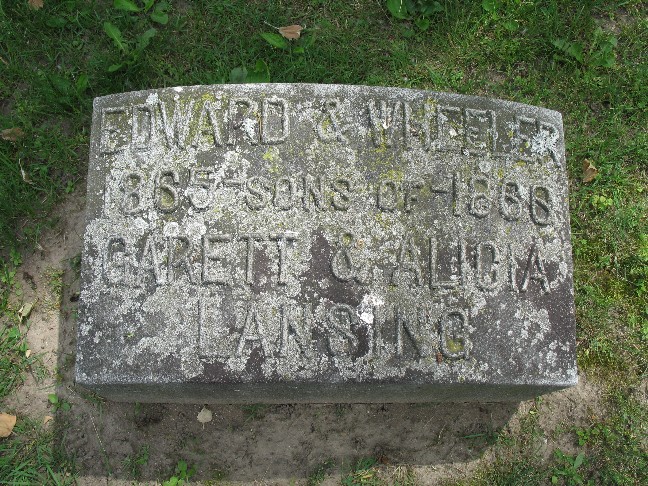 EDWARD & WHEELER
1865-SONS OF-1866
GARETT & ALICIA
LANSING